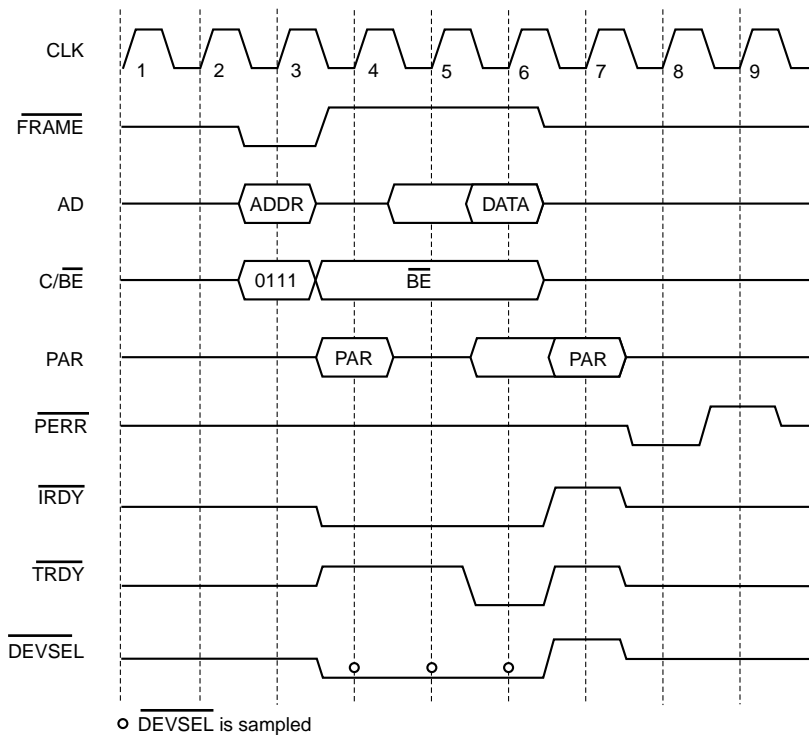 CLK
1 2 3 4 5 6 7 8 9
FRAME
AD ADDR DATA
C/BE 0111 BE
PAR PAR PAR
PERR
IRDY
TRDY
DEVSEL
DEVSEL is sampled